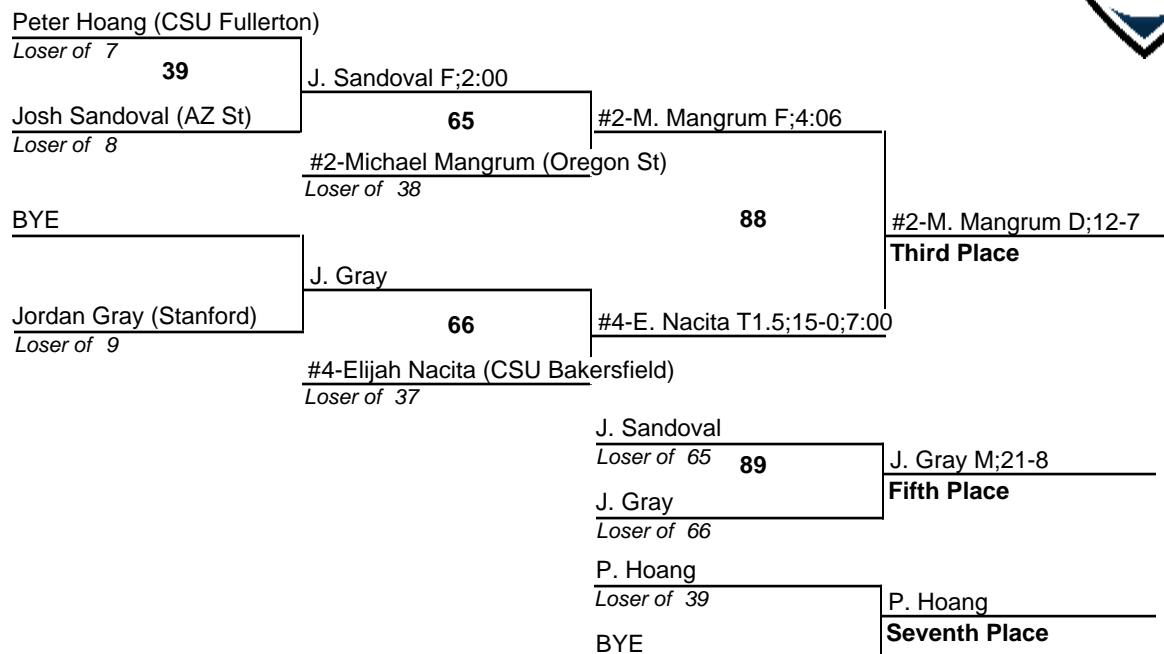 Peter Hoang (CSU Fullerton)
Loser of 7
39
J. Sandoval F;2:00
Josh Sandoval (AZ St)
Loser of 8
65
#2-M. Mangrum F;4:06
#2-Michael Mangrum (Oregon St)
Loser of 38
BYE
88
#2-M. Mangrum D;12-7
Third Place
J. Gray
Jordan Gray (Stanford)
Loser of 9
66
#4-E. Nacita T1.5;15-0;7:00
#4-Elijah Nacita (CSU Bakersfield)
Loser of 37
J. Sandoval
Loser of 65
89
J. Gray M;21-8
Fifth Place
J. Gray
Loser of 66
P. Hoang
Loser of 39
P. Hoang
Seventh Place
BYE